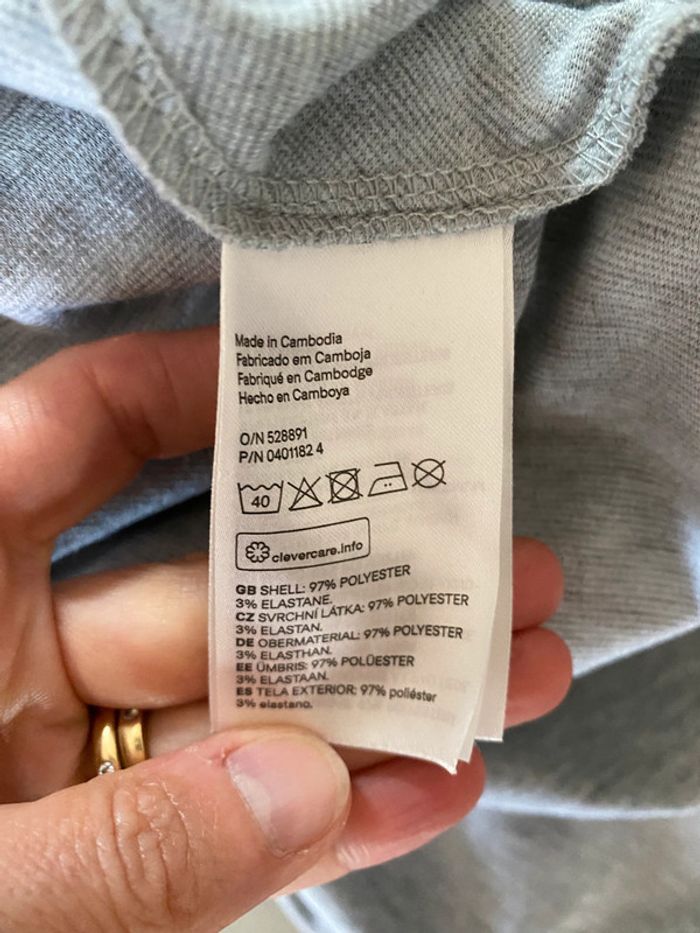 Made in Cambodia
Fabricado em Camboja
Fabriqué en Cambodge
Hecho en Camboya
O/N 528891
P/N 0401182 4
40
clevercare.info
GB SHELL: 97% POLYESTER
3% ELASTANE.
CZ SVRCHNÍ LÁTKA: 97% POLYESTER
3% ELASTAN.
DE OBERMATERIAL: 97% POLYESTER
3% ELASTHAN.
EE ÜMBRIS: 97% POLÜESTER
3% ELASTAAN.
ES TELA EXTERIOR: 97% poliéster
3% elastano.